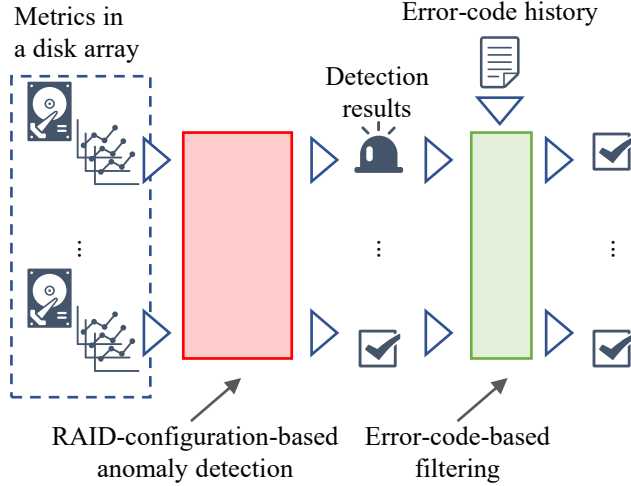 Metrics in
a disk array
Error-code history
Detection
results
RAID-configuration-based
anomaly detection
Error-code-based
filtering